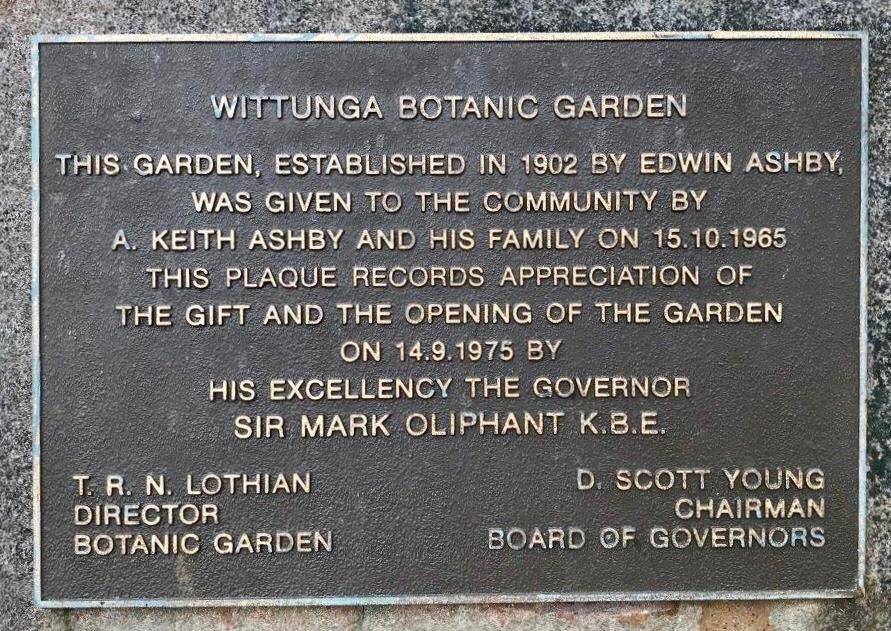 WITTUNGA BOTANIC GARDEN
THIS GARDEN, ESTABLISHED IN 1902 BY EDWIN ASHBY,
WAS GIVEN TO THE COMMUNITY BY
A. KEITH ASHBY AND HIS FAMILY ON 15.10.1965
THIS PLAQUE RECORDS APPRECIATION OF
THE GIFT AND THE OPENING OF THE GARDEN
ON 14.9.1975 BY
HIS EXCELLENCY THE GOVERNOR
SIR MARK OLIPHANT K.B.E.
T. R. N. LOTHIAN
DIRECTOR
BOTANIC GARDEN
D. SCOTT YOUNG
CHAIRMAN
BOARD OF GOVERNORS